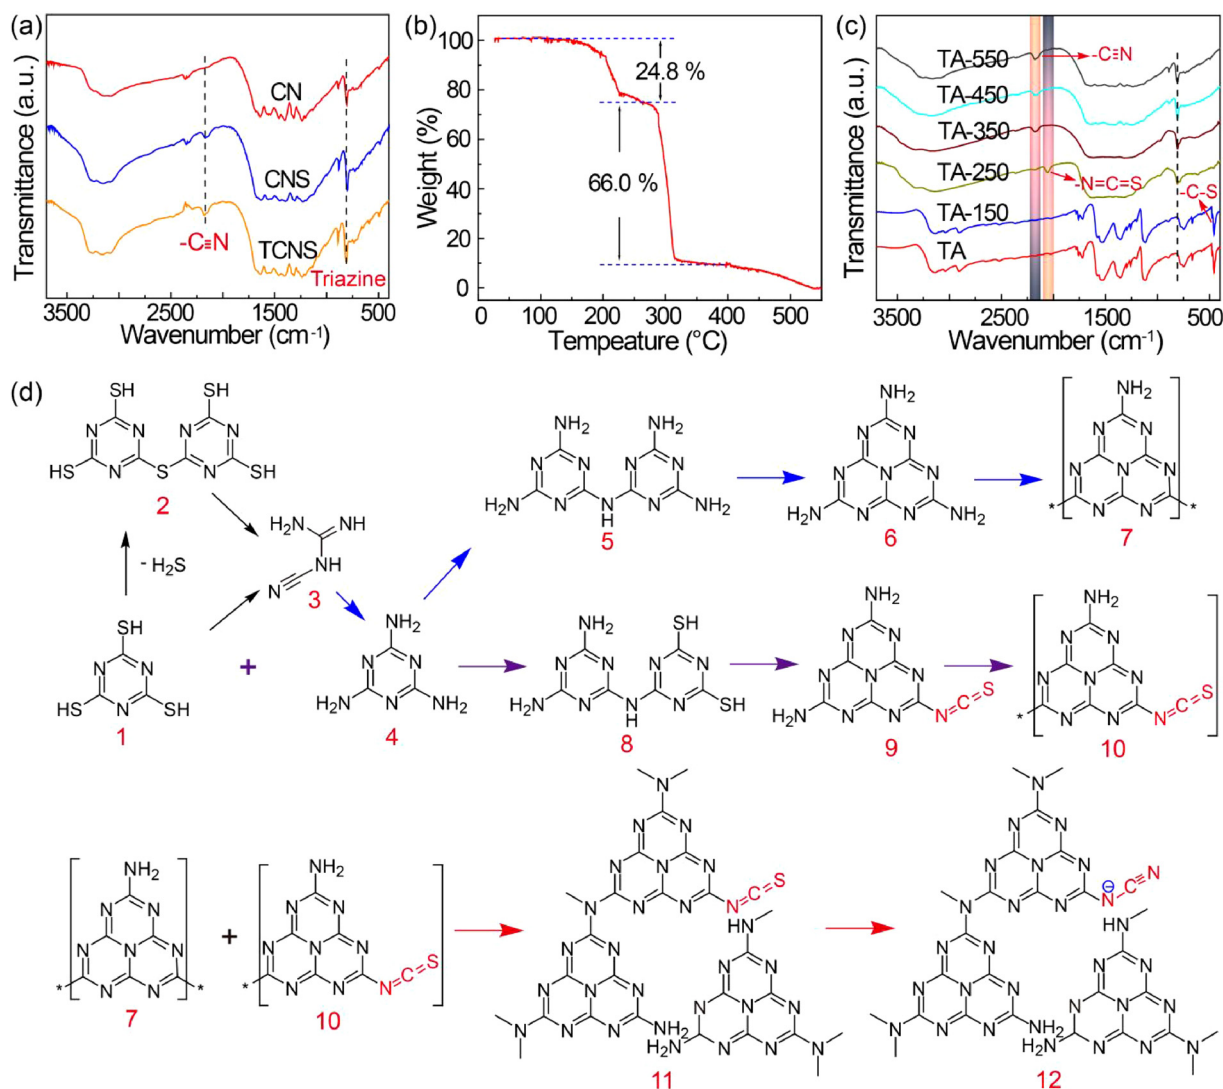 (a)
Transmittance (a.u.)
CN
CNS
TCNS
-C≡N
Triazine
3500 2500 1500 500
Wavenumber (cm-1)
(b)
Weight (%)
100
80
60
40
20
0
24.8 %
66.0 %
0 100 200 300 400 500
Tempeature (°C)
(c)
Transmittance (a.u.)
TA-550
-C≡N
TA-450
TA-350
TA-250
-N=C=S
-C-S
TA-150
TA
3500 2500 1500 500
Wavenumber (cm-1)
(d)
SH SH
N N N N
HS N S N SH
2
- H2S
SH
N N
HS N SH
1
+
H2N NH
NH
N
3
NH2
N N
H2N N NH2
4
NH2 NH2
N N N N
NH2 N N N NH2
H
5
NH2
N N
N N N
H2N N N NH2
6
NH2
N N
N N N
* N N *
7
NH2 SH
N N N N
NH2 N N N SH
H
8
NH2
N N
N N N
H2N N N N=C=S
9
NH2
N N
N N N
* N N N=C=S
10
NH2
N N
N N N
* N N *
7
+
NH2
N N
N N N
* N N N=C=S
10
N
N N
N N N
N N N N=C=S
HN
N N N N
N N N N N N
N N N NH2 H2N N N N
11
N
N N
N N N
N N N N C≡N
⊖
HN
N N N N
N N N N N N
N N N NH2 H2N N N N
12